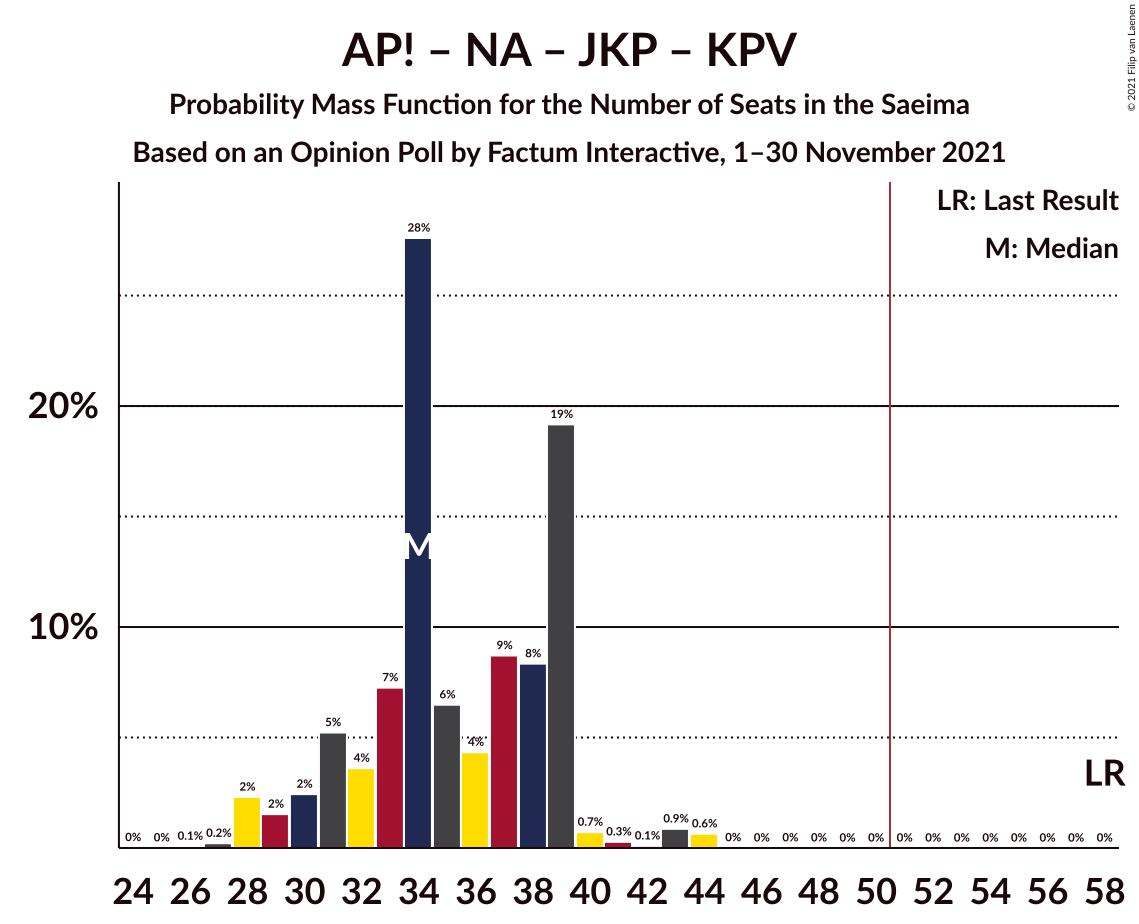 AP! – NA – JKP – KPV
Probability Mass Function for the Number of Seats in the Saeima
Based on an Opinion Poll by Factum Interactive, 1–30 November 2021
© 2021 Filip van Laenen
LR: Last Result
M: Median
28%
20%
19%
M
10%
9%
8%
7%
6%
5%
4%
4%
LR
2%
2%
2%
0% 0% 0.1% 0.2% 0.7% 0.3% 0.1% 0.9% 0.6% 0% 0% 0% 0% 0% 0% 0% 0% 0% 0% 0% 0% 0% 0%
24 26 28 30 32 34 36 38 40 42 44 46 48 50 52 54 56 58